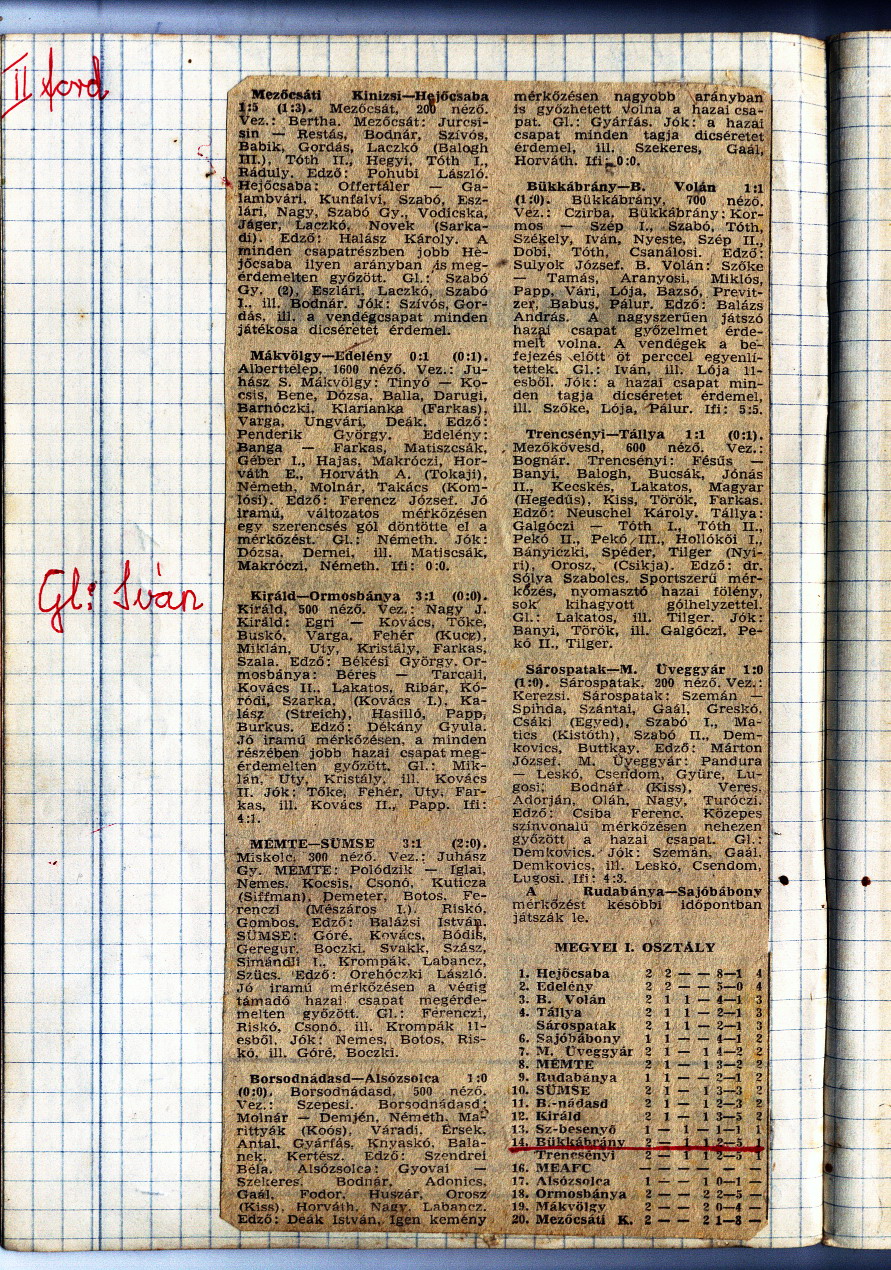 II ford
Gl: Iván
Mezőcsáti Kinizsi—Hejőcsaba
1:5 (1:3). Mezőcsát, 200 néző.
Vez.: Bertha. Mezőcsát: Jurcsi-
sin — Restás, Bodnár, Szívós,
Babik, Gordás, Laczkó (Balogh
III.), Tóth II., Hegyi, Tóth I.,
Ráduly. Edző: Pohubi László.
Hejőcsaba: Offertáler — Ga-
lambvári, Kunfalvi, Szabó, Esz-
lári, Nagy, Szabó Gy., Vodicska,
Jáger, Laczkó, Novek (Sarka-
di). Edző: Halász Károly. A
minden csapatrészben jobb He-
jőcsaba ilyen arányban is meg-
érdemelten győzött. Gl.: Szabó
Gy. (2), Eszlári, Laczkó, Szabó
I., ill. Bodnár. Jók: Szívós, Gor-
dás, ill. a vendégcsapat minden
játékosa dicséretet érdemel.
Mákvölgy—Edelény 0:1 (0:1).
Alberttelep, 1600 néző. Vez.: Ju-
hász S. Mákvölgy: Tinyó — Ko-
csis, Bene, Dózsa, Balla, Darugi,
Barnóczki, Klarianka (Farkas),
Varga, Ungvári, Deák. Edző:
Penderik György. Edelény:
Banga — Farkas, Matiszcsák,
Géber I., Hajas, Makróczi, Hor-
váth E., Horváth A. (Tokaji),
Németh, Molnár, Takács (Kom-
lósi). Edző: Ferencz József. Jó
iramú, változatos mérkőzésen
egy szerencsés gól döntötte el a
mérkőzést. Gl.: Németh. Jók:
Dózsa, Dernei, ill. Matiscsák,
Makróczi, Németh. Ifi: 0:0.
Királd—Ormosbánya 3:1 (0:0).
Királd, 500 néző. Vez.: Nagy J.
Királd: Egri — Kovács, Tőke,
Buskó, Varga, Fehér (Kucz),
Miklán, Uty, Kristály, Farkas,
Szala. Edző: Békési György. Or-
mosbánya: Béres — Tarcali,
Kovács II., Lakatos, Ribár, Kó-
ródi, Szarka, (Kovács I.), Ka-
lász (Streich), Hasilló, Papp,
Burkus. Edző: Dékány Gyula.
Jó iramú mérkőzésen, a minden
részében jobb hazai csapat meg-
érdemelten győzött. Gl.: Mik-
lán, Uty, Kristály, ill. Kovács
II. Jók: Tőke, Fehér, Uty, Far-
kas, ill. Kovács II., Papp. Ifi:
4:1.
MEMTE—SÜMSE 3:1 (2:0).
Miskolc, 300 néző. Vez.: Juhász
Gy. MEMTE: Polódzik — Iglai,
Nemes, Kocsis, Csonó, Kuticza
(Siffman), Demeter, Botos, Fe-
renczi (Mészáros I.), Riskó,
Gombos. Edző: Balázsi István.
SÜMSE: Góré, Kovács, Bódis,
Geregur, Boczki, Svakk, Szász,
Simándli I., Krompák, Labancz,
Szűcs. Edző: Orehóczki László.
Jó iramú mérkőzésen a végig
támadó hazai csapat megérde-
melten győzött. Gl.: Ferenczi,
Riskó, Csonó, ill. Krompák 11-
esből. Jók: Nemes, Botos, Ris-
kó, ill. Góré, Boczki.
Borsodnádasd—Alsózsolca 1:0
(0:0). Borsodnádasd, 500 néző.
Vez.: Szepesi. Borsodnádasd:
Molnár — Demjén, Németh, Ma-
rittyák (Koós), Váradi, Érsek,
Antal, Gyárfás, Knyaskó, Bala-
nek, Kertész. Edző: Szendrei
Béla. Alsózsolca: Gyovai —
Szekeres, Bodnár, Adonics,
Gaál, Fodor, Huszár, Orosz
(Kiss), Horváth, Nagy, Labancz.
Edző: Deák István. Igen kemény
mérkőzésen nagyobb arányban
is győzhetett volna a hazai csa-
pat. Gl.: Gyárfás. Jók: a hazai
csapat minden tagja dicséretet
érdemel, ill. Szekeres, Gaál,
Horváth. Ifi: 0:0.
Bükkábrány—B. Volán 1:1
(1:0). Bükkábrány, 700 néző.
Vez.: Czirba, Bükkábrány: Kor-
mos — Szép I., Szabó, Tóth,
Székely, Iván, Nyeste, Szép II.,
Dobi, Tóth, Csanálosi. Edző:
Sulyok József. B. Volán: Szőke
— Tamás, Aranyosi, Miklós,
Papp, Vári, Lója, Bazsó, Previt-
zer, Babus, Pálur. Edző: Balázs
András. A nagyszerűen játszó
hazai csapat győzelmet érde-
melt volna. A vendégek a be-
fejezés előtt öt perccel egyenlí-
tettek. Gl.: Iván, ill. Lója 11-
esből. Jók: a hazai csapat min-
den tagja dicséretet érdemel,
ill. Szőke, Lója, Pálur. Ifi: 5:5.
Trencsényi—Tállya 1:1 (0:1).
Mezőkövesd, 600 néző. Vez.:
Bognár. Trencsényi: Fésűs —
Banyi, Balogh, Bucsák, Jónás
II., Kecskés, Lakatos, Magyar
(Hegedűs), Kiss, Török, Farkas.
Edző: Neuschel Károly. Tállya:
Galgóczi — Tóth I., Tóth II.,
Pekó II., Pekó III., Hollókői I.,
Bányiczki, Spéder, Tilger (Nyi-
ri), Orosz, (Csikja). Edző: dr.
Sólya Szabolcs. Sportszerű mér-
kőzés, nyomasztó hazai fölény,
sok kihagyott gólhelyzettel.
Gl.: Lakatos, ill. Tilger. Jók:
Banyi, Török, ill. Galgóczi, Pe-
kó II., Tilger.
Sárospatak—M. Üveggyár 1:0
(1:0). Sárospatak, 200 néző. Vez.:
Kerezsi. Sárospatak: Szemán —
Spihda, Szántai, Gaál, Greskó,
Csáki (Egyed), Szabó I., Ma-
tics (Kistóth), Szabó II., Dem-
kovics, Buttkay. Edző: Márton
József. M. Üveggyár: Pandura
— Leskó, Csendom, Gyüre, Lu-
gosi, Bodnár (Kiss), Veres,
Adorján, Oláh, Nagy, Turóczi.
Edző: Csiba Ferenc. Közepes
színvonalú mérkőzésen nehezen
győzött a hazai csapat. Gl.:
Demkovics. Jók: Szemán, Gaál,
Demkovics, ill. Leskó, Csendom,
Lugosi. Ifi: 4:3.
A Rudabánya—Sajóbábony
mérkőzést későbbi időpontban
játszák le.
MEGYEI I. OSZTÁLY
1. Hejőcsaba 2 2 — — 8—1 4
2. Edelény 2 2 — — 5—0 4
3. B. Volán 2 1 1 — 4—1 3
4. Tállya 2 1 1 — 2—1 3
Sárospatak 2 1 1 — 2—1 3
6. Sajóbábony 1 1 — — 4—1 2
7. M. Üveggyár 2 1 — 1 4—2 2
8. MÉMTE 2 1 — 1 3—2 2
9. Rudabánya 1 1 — — 2—1 2
10. SÜMSE 2 1 — 1 3—3 2
11. B.-nádasd 2 1 — 1 2—3 2
12. Királd 2 1 — 1 3—5 2
13. Sz-besenyő 1 — 1 — 1—1 1
14. Bükkábrány 2 — 1 1 2—5 1
Trencsényi 2 — 1 1 2—5 1
16. MEAFC — — — — — — —
17. Alsózsolca 1 — — 1 0—1 —
18. Ormosbánya 2 — — 2 2—5 —
19. Mákvölgy 2 — — 2 0—4 —
20. Mezőcsáti K. 2 — — 2 1—8 —